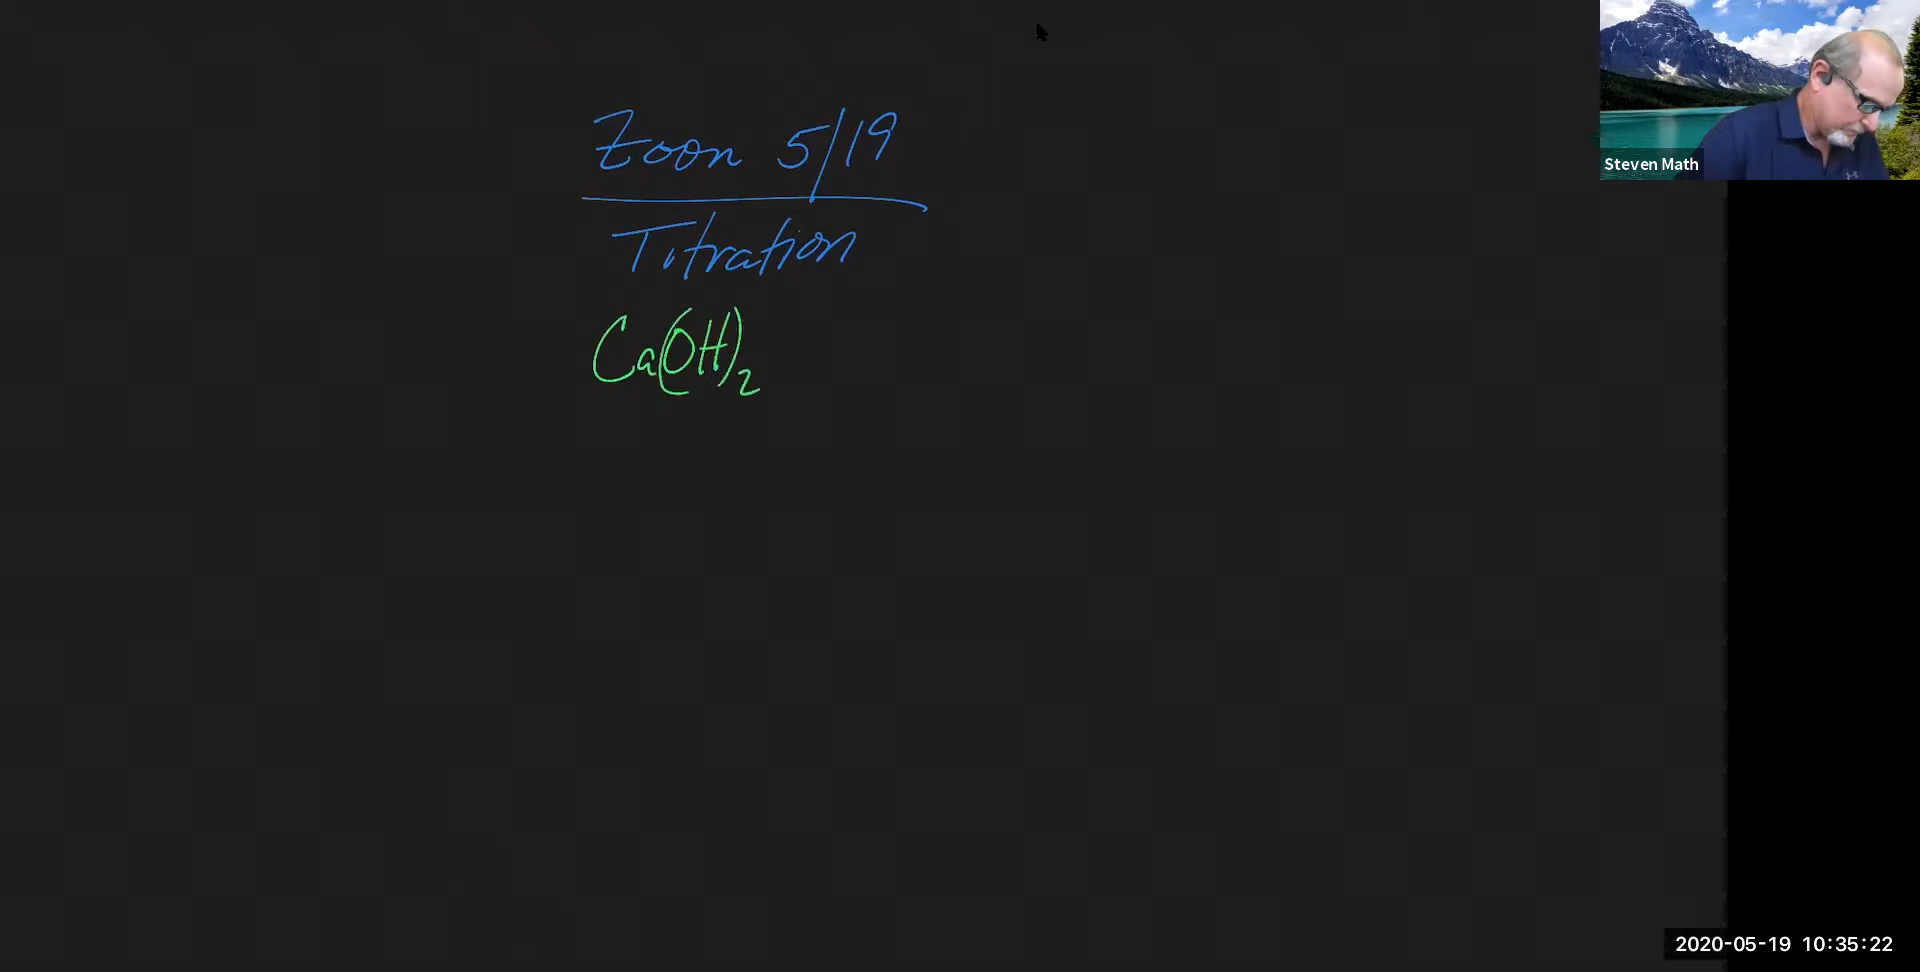 Zoom 5/19
Titration
Ca(OH)₂
Steven Math
2020-05-19 10:35:22